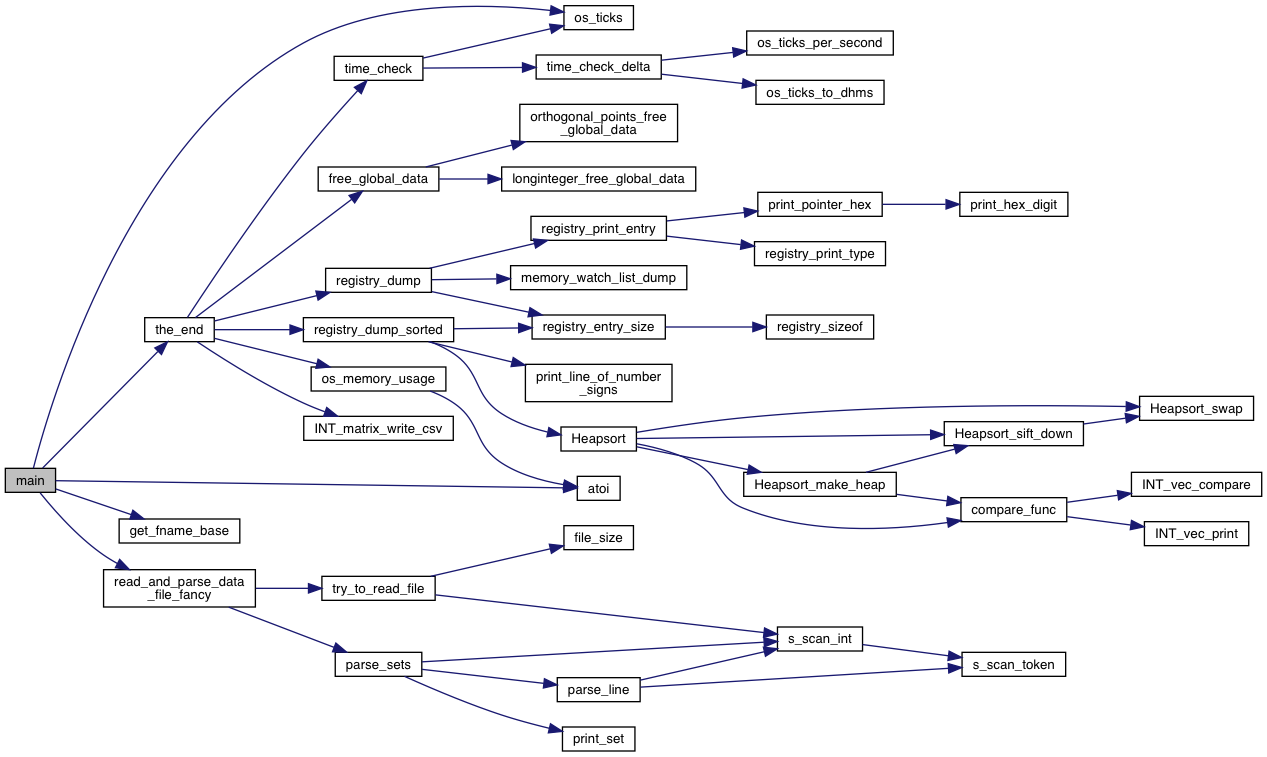 os_ticks
os_ticks_per_second
time_check
time_check_delta
os_ticks_to_dhms
orthogonal_points_free
_global_data
free_global_data
longinteger_free_global_data
print_pointer_hex
print_hex_digit
registry_print_entry
registry_print_type
registry_dump
memory_watch_list_dump
the_end
registry_dump_sorted
registry_entry_size
registry_sizeof
os_memory_usage
print_line_of_number
_signs
INT_matrix_write_csv
Heapsort
Heapsort_swap
Heapsort_sift_down
main
atoi
Heapsort_make_heap
INT_vec_compare
compare_func
get_fname_base
file_size
INT_vec_print
read_and_parse_data
_file_fancy
try_to_read_file
s_scan_int
parse_sets
s_scan_token
parse_line
print_set